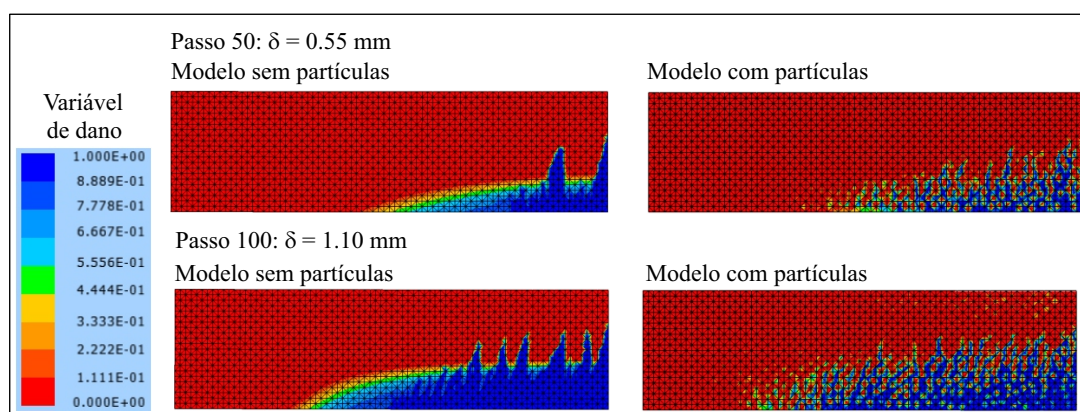 Passo 50: δ = 0.55 mm
Modelo sem partículas
Modelo com partículas
Variável
de dano
1.000E+00
8.889E-01
7.778E-01
6.667E-01
5.556E-01
4.444E-01
3.333E-01
2.222E-01
1.111E-01
0.000E+00
Passo 100: δ = 1.10 mm
Modelo sem partículas
Modelo com partículas